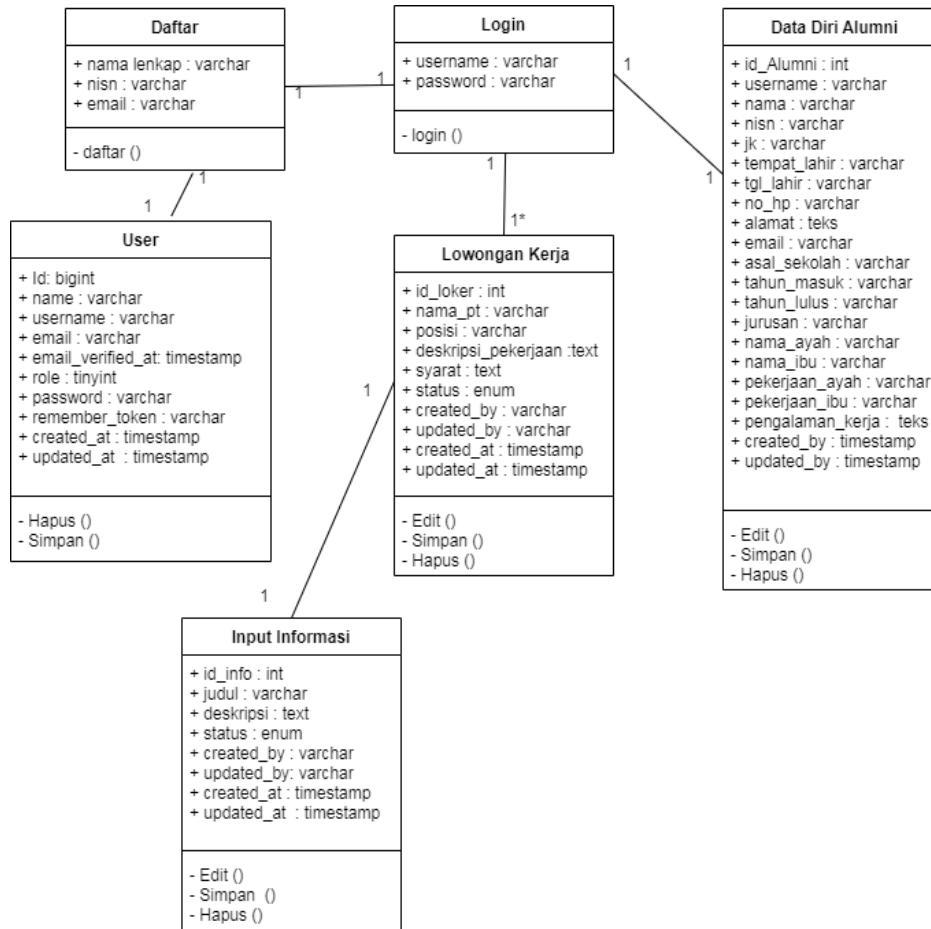 Daftar
+ nama lenkap : varchar
+ nisn : varchar
+ email : varchar
- daftar ()
1
1
Login
+ username : varchar
+ password : varchar
- login ()
1
1*
1
1
Data Diri Alumni
+ id_Alumni : int
+ username : varchar
+ nama : varchar
+ nisn : varchar
+ jk : varchar
+ tempat_lahir : varchar
+ tgl_lahir : varchar
+ no_hp : varchar
+ alamat : teks
+ email : varchar
+ asal_sekolah : varchar
+ tahun_masuk : varchar
+ tahun_lulus : varchar
+ jurusan : varchar
+ nama_ayah : varchar
+ nama_ibu : varchar
+ pekerjaan_ayah : varchar
+ pekerjaan_ibu : varchar
+ pengalaman_kerja :  teks
+ created_by : timestamp
+ updated_by : timestamp
- Edit ()
- Simpan ()
- Hapus ()
1
1
User
+ Id: bigint
+ name : varchar
+ username : varchar
+ email : varchar
+ email_verified_at: timestamp
+ role : tinyint
+ password : varchar
+ remember_token : varchar
+ created_at : timestamp
+ updated_at  : timestamp
- Hapus ()
- Simpan ()
Lowongan Kerja
+ id_loker : int
+ nama_pt : varchar
+ posisi : varchar
+ deskripsi_pekerjaan :text
+ syarat : text
+ status : enum
+ created_by : varchar
+ updated_by : varchar
+ created_at : timestamp
+ updated_at : timestamp
- Edit ()
- Simpan ()
- Hapus ()
1
1
Input Informasi
+ id_info : int
+ judul : varchar
+ deskripsi : text
+ status : enum
+ created_by : varchar
+ updated_by: varchar
+ created_at : timestamp
+ updated_at  : timestamp
- Edit ()
- Simpan  ()
- Hapus ()